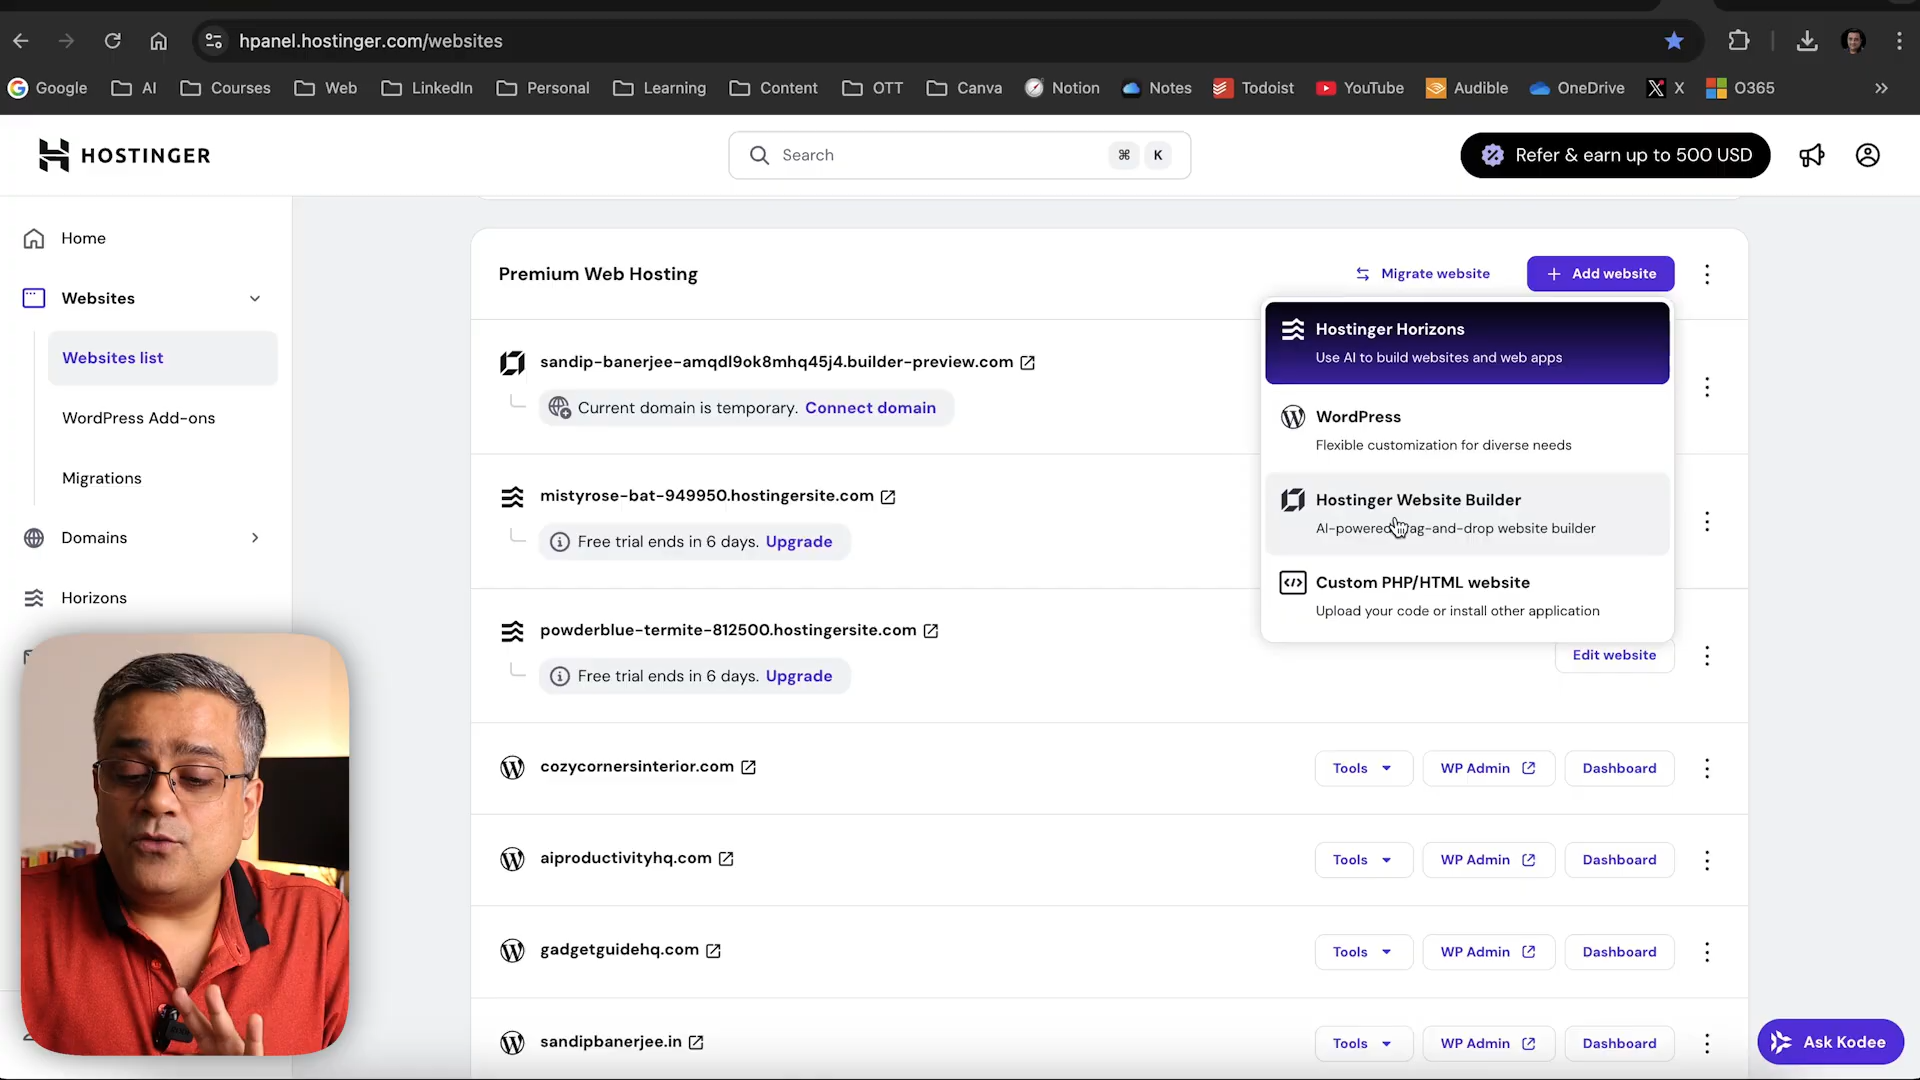 hpanel.hostinger.com/websites
Google
AI
Courses
Web
LinkedIn
Personal
Learning
Content
OTT
Canva
Notion
Notes
Todoist
YouTube
Audible
OneDrive
X
O365
HOSTINGER
Search
⌘ K
Refer & earn up to 500 USD
Home
Websites
Websites list
WordPress Add-ons
Migrations
Domains
Horizons
Premium Web Hosting
Migrate website
+ Add website
Hostinger Horizons
Use AI to build websites and web apps
WordPress
Flexible customization for diverse needs
Hostinger Website Builder
AI-powered drag-and-drop website builder
Custom PHP/HTML website
Upload your code or install other application
sandip-banerjee-amqdl9ok8mhq45j4.builder-preview.com
Current domain is temporary. Connect domain
mistyrose-bat-949950.hostingersite.com
Free trial ends in 6 days. Upgrade
powderblue-termite-812500.hostingersite.com
Edit website
Free trial ends in 6 days. Upgrade
cozycornersinterior.com
Tools
WP Admin
Dashboard
aiproductivityhq.com
Tools
WP Admin
Dashboard
gadgetguidehq.com
Tools
WP Admin
Dashboard
sandipbanerjee.in
Tools
WP Admin
Dashboard
Ask Kodee